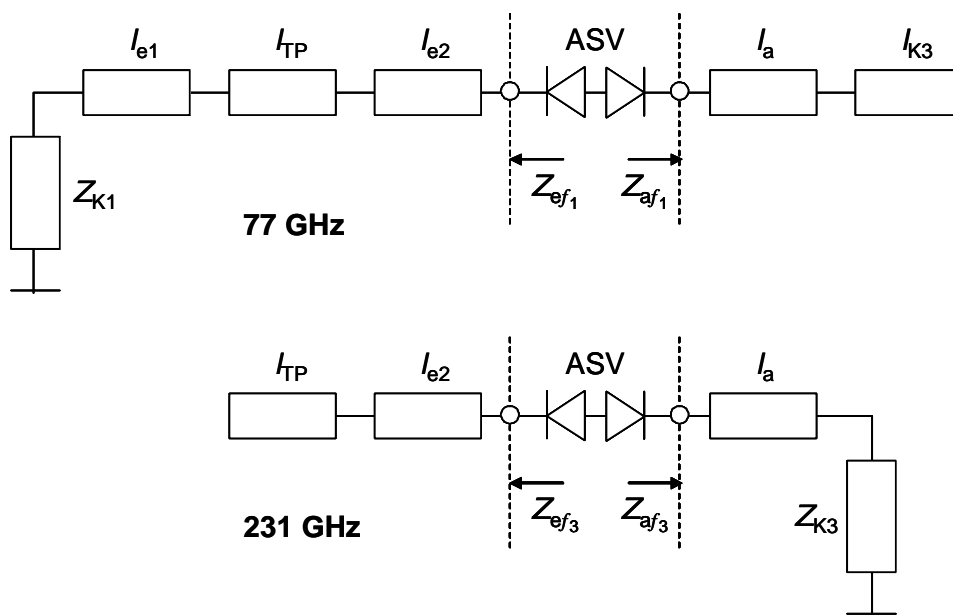 le1 lTP le2 ASV la lK3
ZK1
Zef1 Zaf1
77 GHz
lTP le2 ASV la
Zef3 Zaf3
ZK3
231 GHz